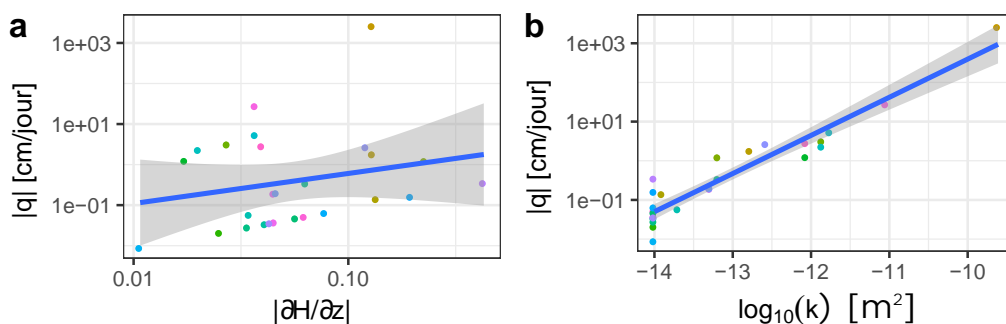 a
|q| [cm/jour]
1e+03
1e+01
1e−01
0.01
0.10
|∂H/∂z|
b
|q| [cm/jour]
1e+03
1e+01
1e−01
−14
−13
−12
−11
−10
log₁₀(k) [m²]